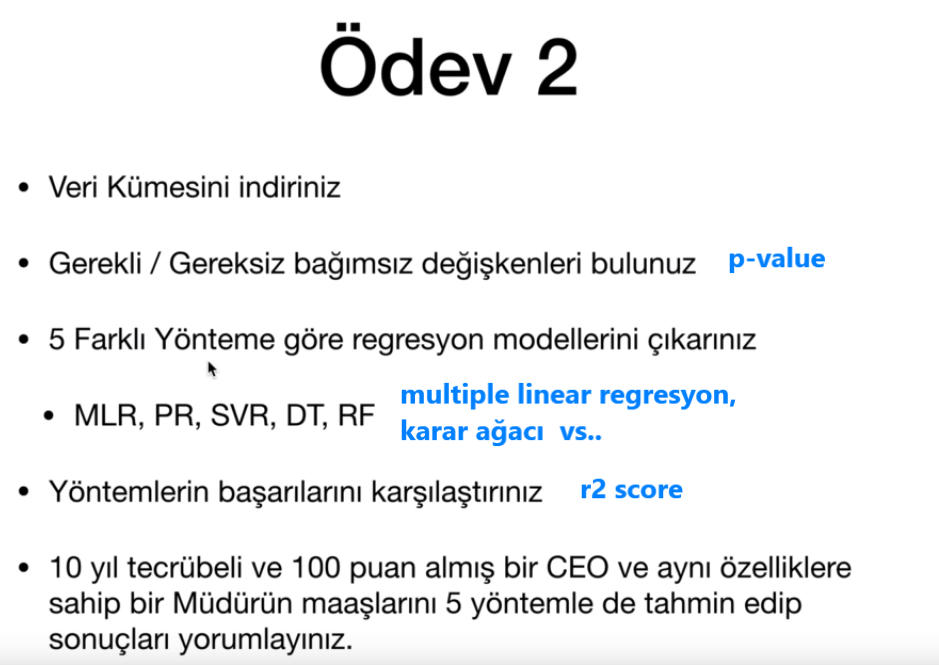 Ödev 2
• Veri Kümesini indiriniz
• Gerekli / Gereksiz bağımsız değişkenleri bulunuz p-value
• 5 Farklı Yönteme göre regresyon modellerini çıkarınız
• MLR, PR, SVR, DT, RF
multiple linear regresyon,
karar ağacı vs..
• Yöntemlerin başarılarını karşılaştırınız r2 score
• 10 yıl tecrübeli ve 100 puan almış bir CEO ve aynı özelliklere
sahip bir Müdürün maaşlarını 5 yöntemle de tahmin edip
sonuçları yorumlayınız.